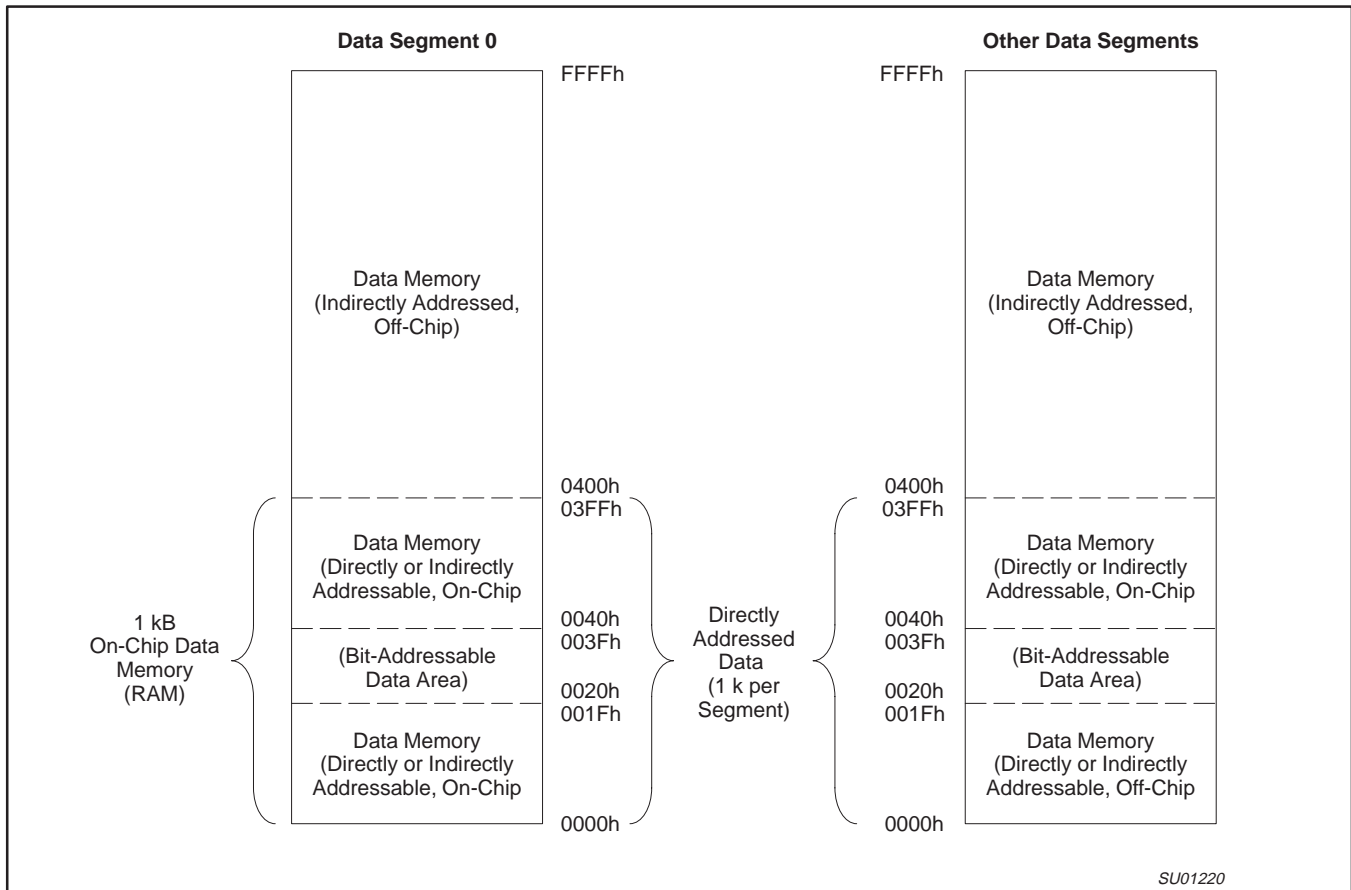 Data Segment 0
FFFFh
Data Memory
(Indirectly Addressed,
Off-Chip)
0400h
03FFh
Data Memory
(Directly or Indirectly
Addressable, On-Chip
0040h
003Fh
(Bit-Addressable
Data Area)
0020h
001Fh
Data Memory
(Directly or Indirectly
Addressable, On-Chip
0000h
1 kB
On-Chip Data
Memory
(RAM)
Directly
Addressed
Data
(1 k per
Segment)
Other Data Segments
FFFFh
Data Memory
(Indirectly Addressed,
Off-Chip)
0400h
03FFh
Data Memory
(Directly or Indirectly
Addressable, On-Chip
0040h
003Fh
(Bit-Addressable
Data Area)
0020h
001Fh
Data Memory
(Directly or Indirectly
Addressable, Off-Chip
0000h
SU01220